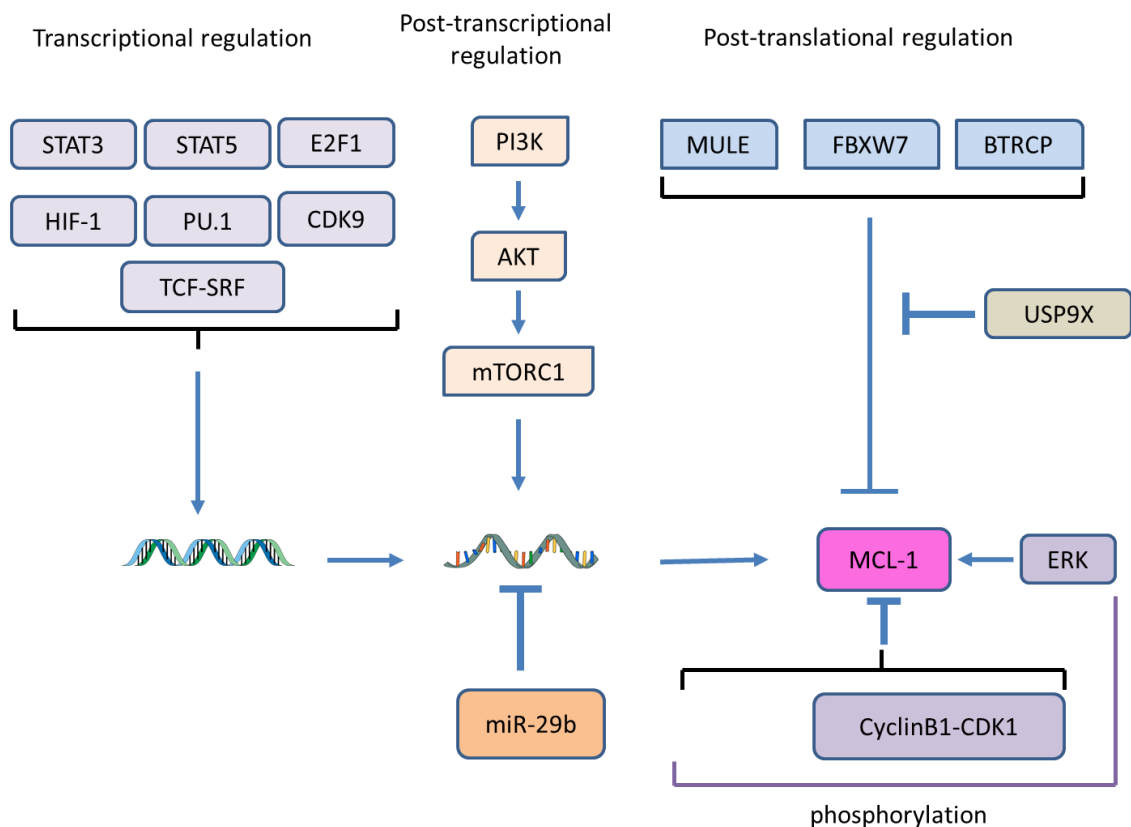 Transcriptional regulation
Post-transcriptional
regulation
Post-translational regulation
STAT3
STAT5
E2F1
HIF-1
PU.1
CDK9
TCF-SRF
PI3K
AKT
mTORC1
MULE
FBXW7
BTRCP
USP9X
MCL-1
ERK
miR-29b
CyclinB1-CDK1
phosphorylation